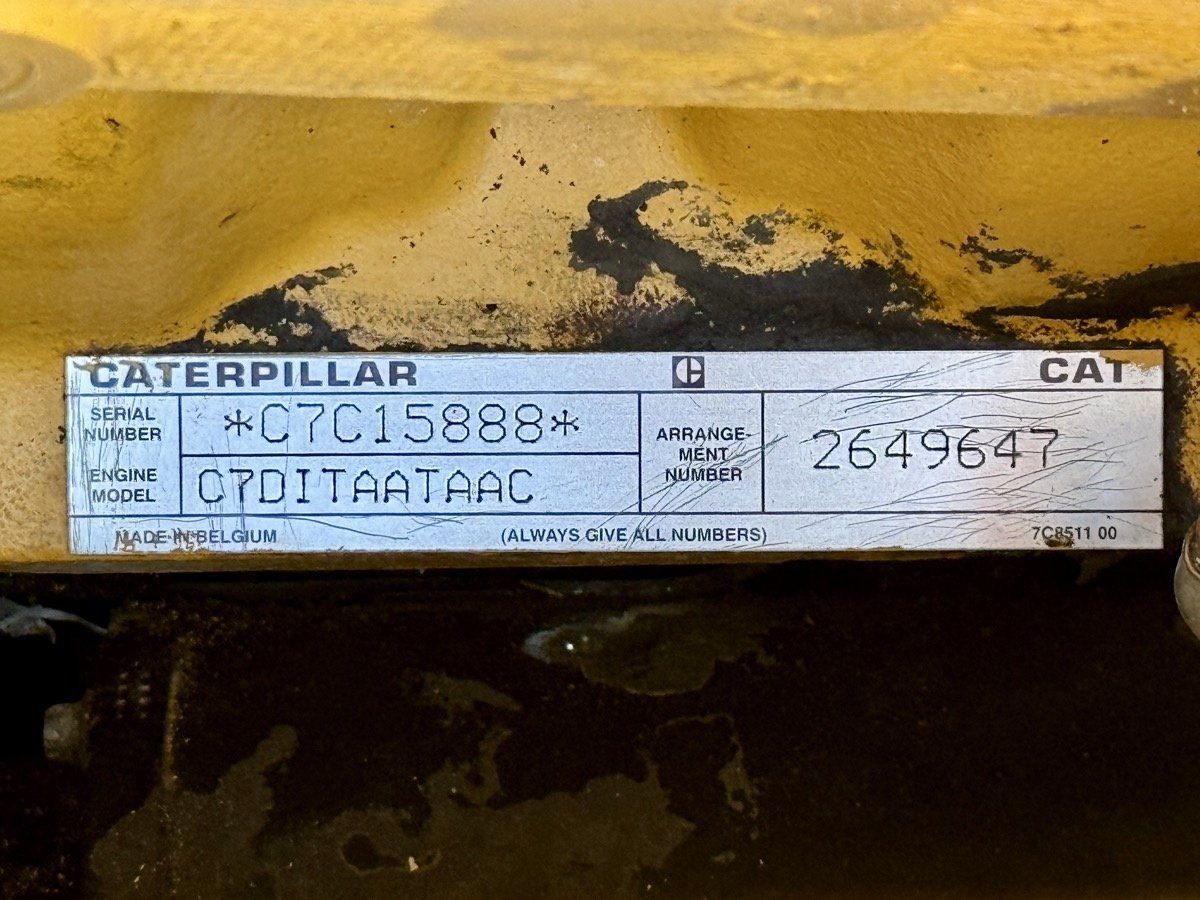 CATERPILLAR CAT
SERIAL
NUMBER
*C7C15888*
ENGINE
MODEL
C7DITAATAAC
ARRANGE-
MENT
NUMBER
2649647
MADE IN BELGIUM (ALWAYS GIVE ALL NUMBERS) 7C8511 00